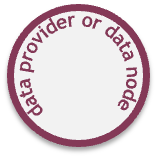 data provider or data node